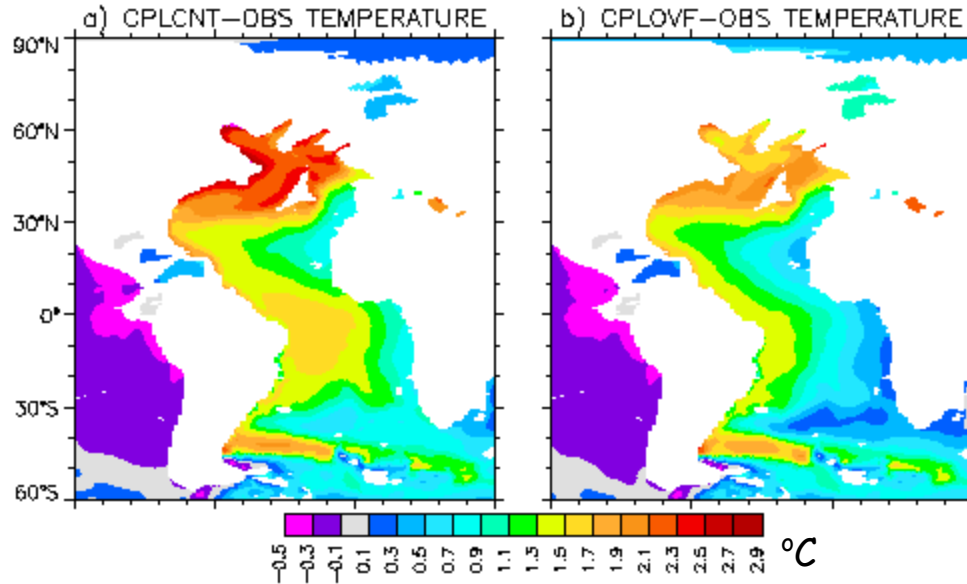 a) CPLCNT-OBS TEMPERATURE
b) CPLOVF-OBS TEMPERATURE
90°N
60°N
30°N
0°
30°S
60°S
-0.5 -0.3 -0.1 0.1 0.3 0.5 0.7 0.9 1.1 1.3 1.5 1.7 1.9 2.1 2.3 2.5 2.7 2.9 °C